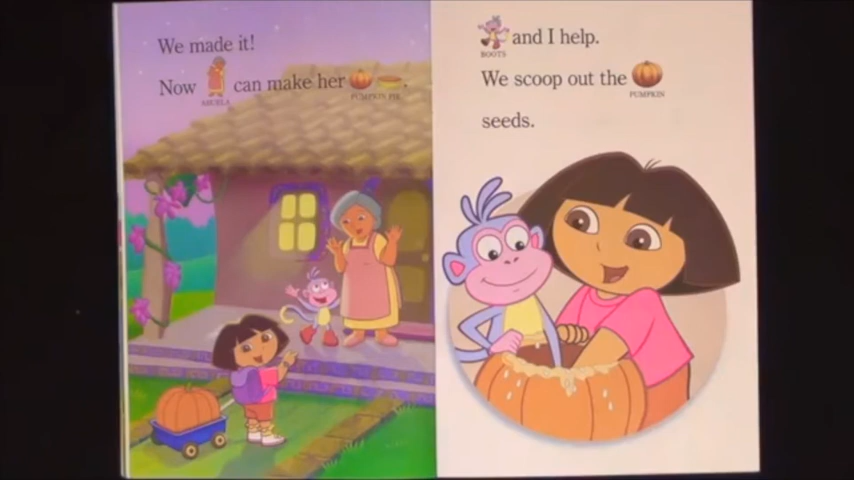 We made it!
Now can make her .
ABUELA PUMPKIN PIE
BOOTS and I help.
We scoop out the
PUMPKIN
seeds.